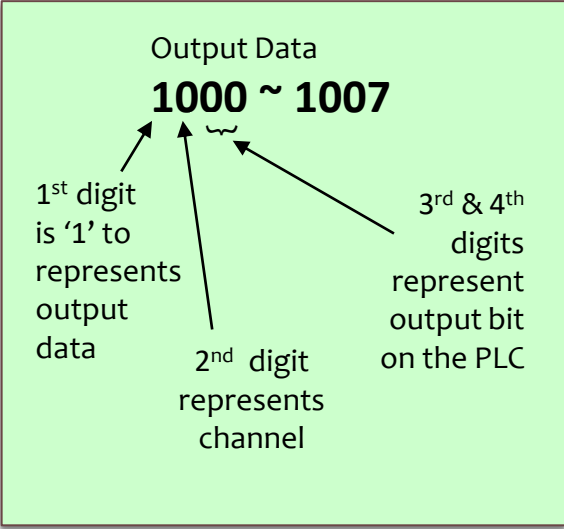 Output Data
1000 ~ 1007
1st digit
is ‘1’ to
represents
output
data
2nd digit
represents
channel
3rd & 4th
digits
represent
output bit
on the PLC